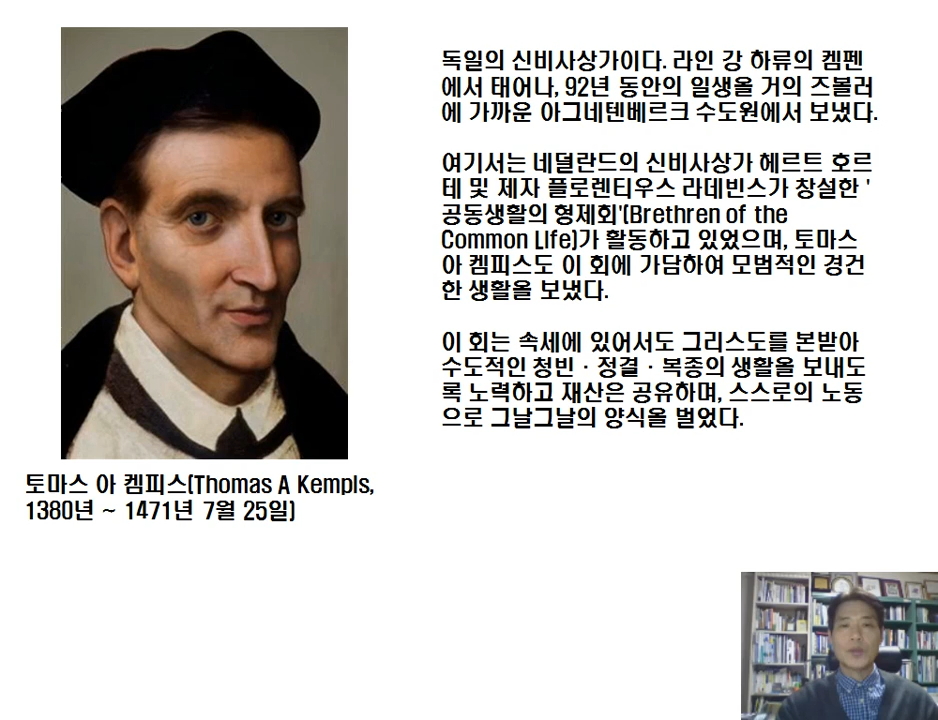 독일의 신비사상가이다. 라인 강 하류의 켐펜
에서 태어나, 92년 동안의 일생을 거의 즈볼러
에 가까운 아그네텐베르크 수도원에서 보냈다.
여기서는 네덜란드의 신비사상가 헤르트 호르
테 및 제자 플로렌티우스 라데빈스가 창설한 '
공동생활의 형제회'(Brethren of the
Common Life)가 활동하고 있었으며, 토마스
아 켐피스도 이 회에 가담하여 모범적인 경건
한 생활을 보냈다.
이 회는 속세에 있어서도 그리스도를 본받아
수도적인 청빈 · 정결 · 복종의 생활을 보내도
록 노력하고 재산은 공유하며, 스스로의 노동
으로 그날그날의 양식을 벌었다.
토마스 아 켐피스(Thomas A Kempis,
1380년 ~ 1471년 7월 25일)